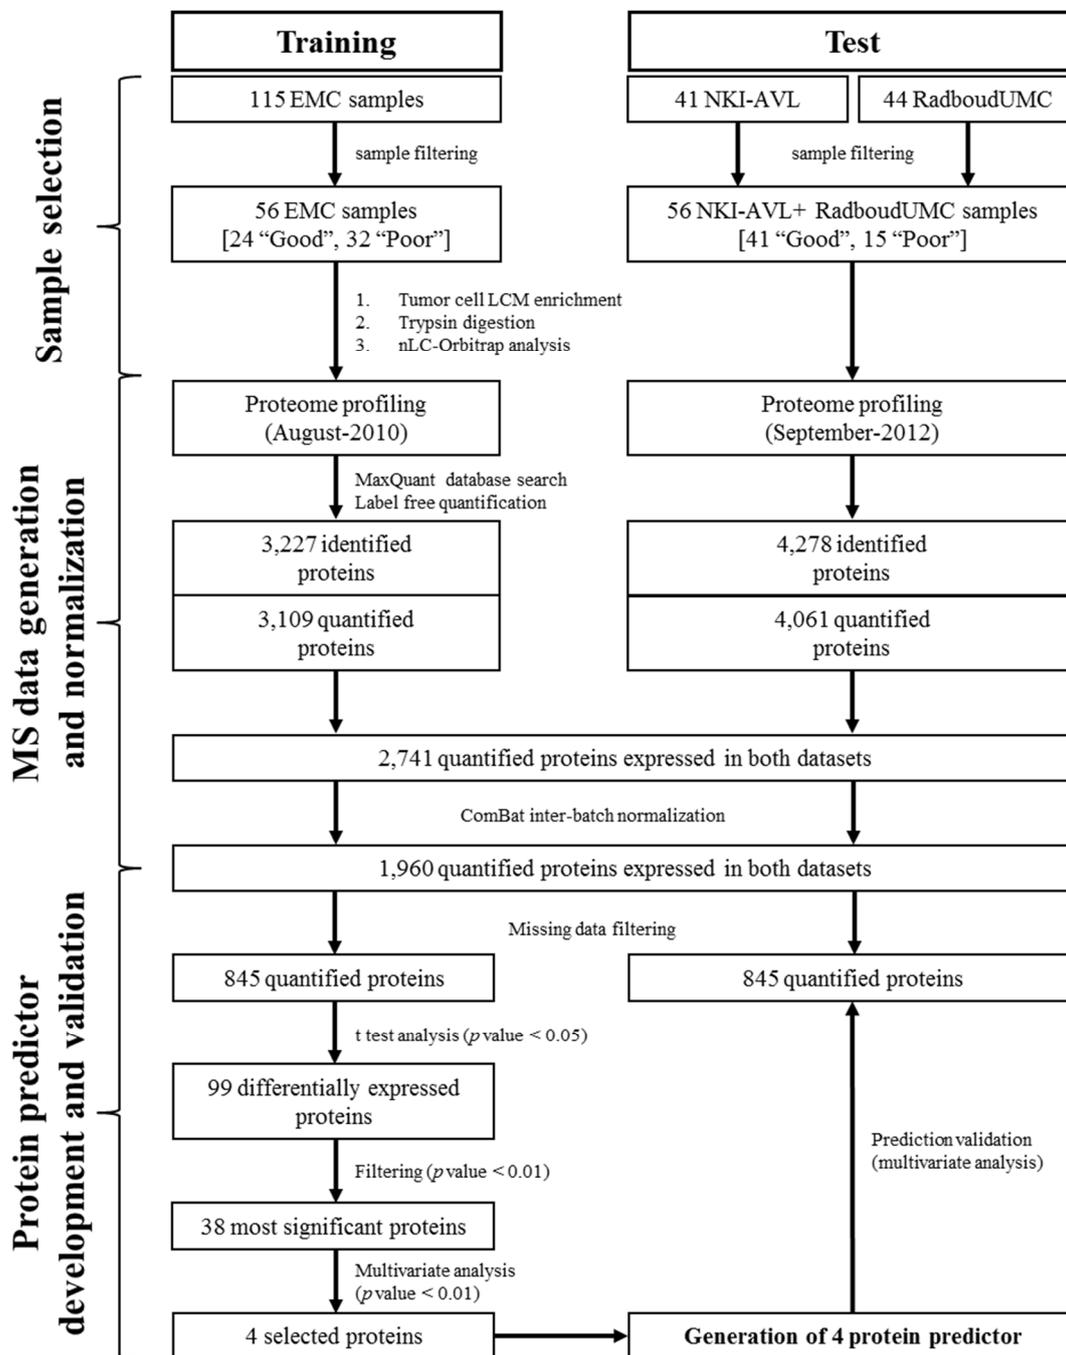 Training
Test
Sample selection
115 EMC samples
41 NKI-AVL
44 RadboudUMC
sample filtering
sample filtering
56 EMC samples
[24 “Good”, 32 “Poor”]
56 NKI-AVL+ RadboudUMC samples
[41 “Good”, 15 “Poor”]
1. Tumor cell LCM enrichment
2. Trypsin digestion
3. nLC-Orbitrap analysis
MS data generation
and normalization
Proteome profiling
(August-2010)
Proteome profiling
(September-2012)
MaxQuant database search
Label free quantification
3,227 identified
proteins
4,278 identified
proteins
3,109 quantified
proteins
4,061 quantified
proteins
2,741 quantified proteins expressed in both datasets
ComBat inter-batch normalization
1,960 quantified proteins expressed in both datasets
Protein predictor
development and validation
Missing data filtering
845 quantified proteins
845 quantified proteins
t test analysis (p value < 0.05)
99 differentially expressed
proteins
Filtering (p value < 0.01)
38 most significant proteins
Multivariate analysis
(p value < 0.01)
Prediction validation
(multivariate analysis)
4 selected proteins
Generation of 4 protein predictor